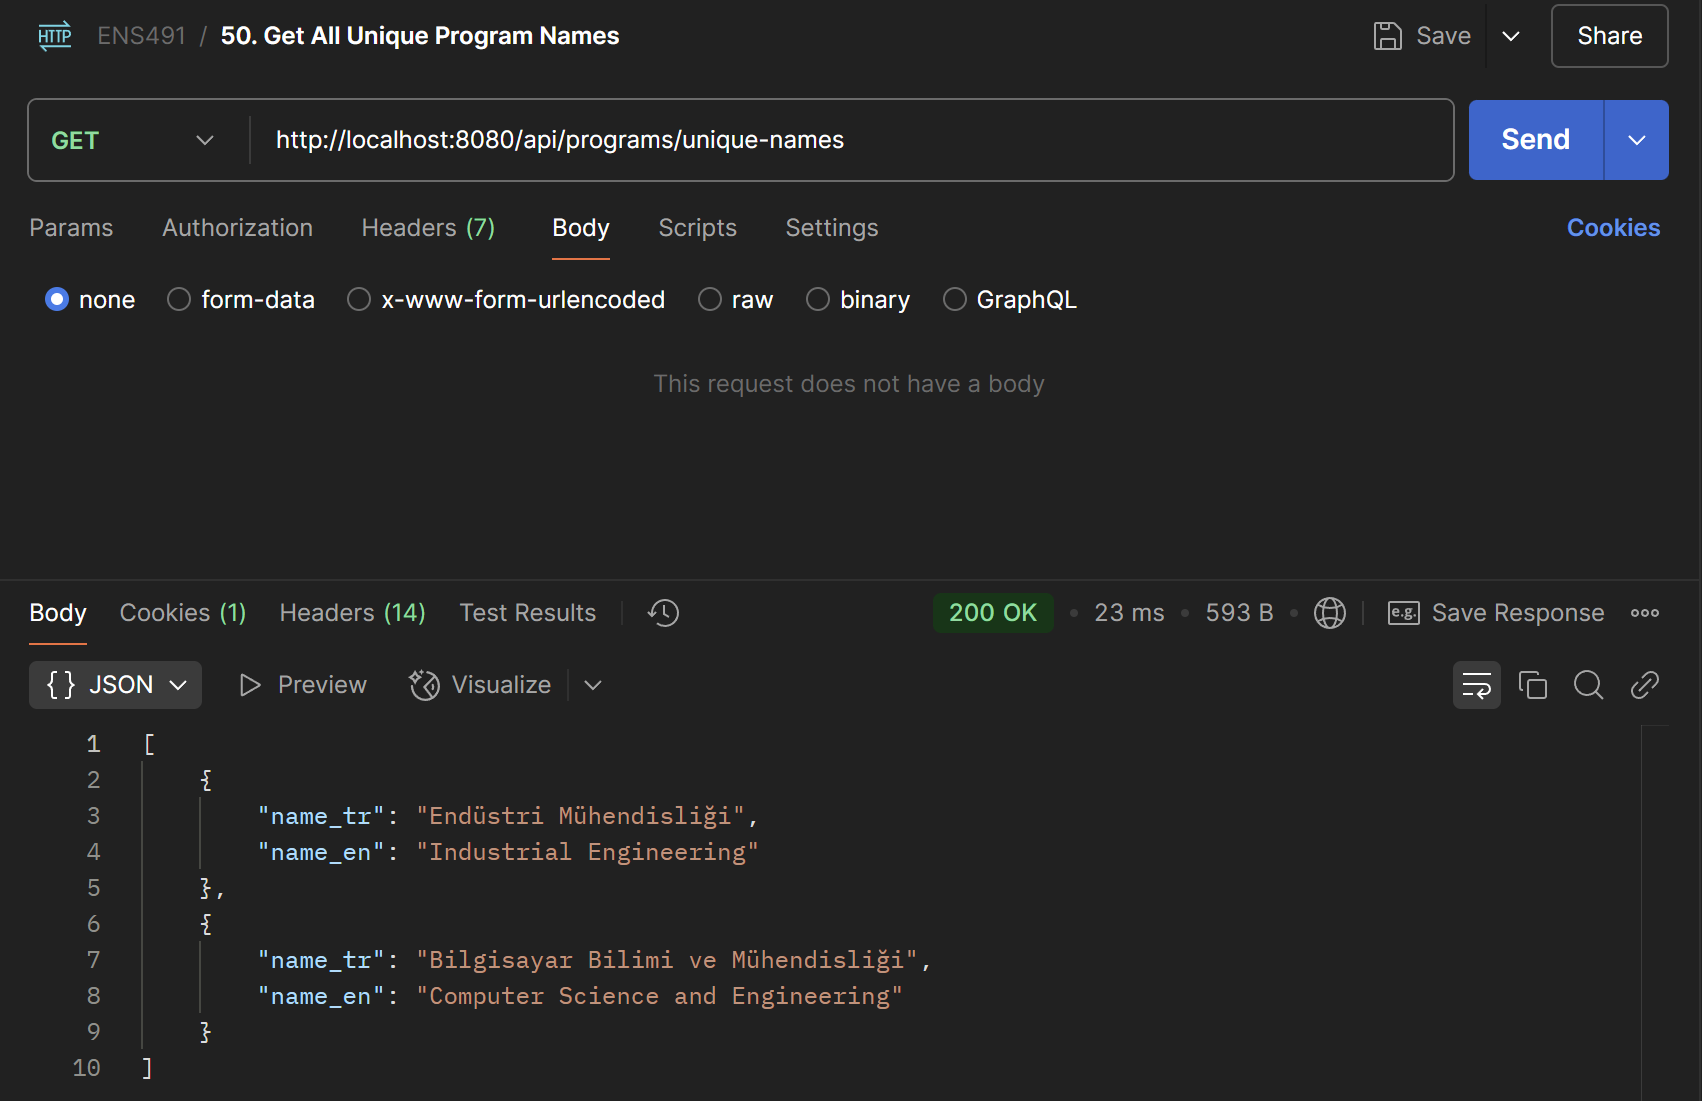 HTTP ENS491 / 50. Get All Unique Program Names Save Share
GET http://localhost:8080/api/programs/unique-names Send
Params Authorization Headers (7) Body Scripts Settings Cookies
none form-data x-www-form-urlencoded raw binary GraphQL
This request does not have a body
Body Cookies (1) Headers (14) Test Results 200 OK • 23 ms • 593 B • e.g. Save Response
{} JSON Preview Visualize
1 [
2 {
3 "name_tr": "Endüstri Mühendisliği",
4 "name_en": "Industrial Engineering"
5 },
6 {
7 "name_tr": "Bilgisayar Bilimi ve Mühendisliği",
8 "name_en": "Computer Science and Engineering"
9 }
10 ]